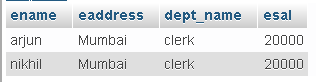 ename eaddress dept_name esal
arjun Mumbai clerk 20000
nikhil Mumbai clerk 20000